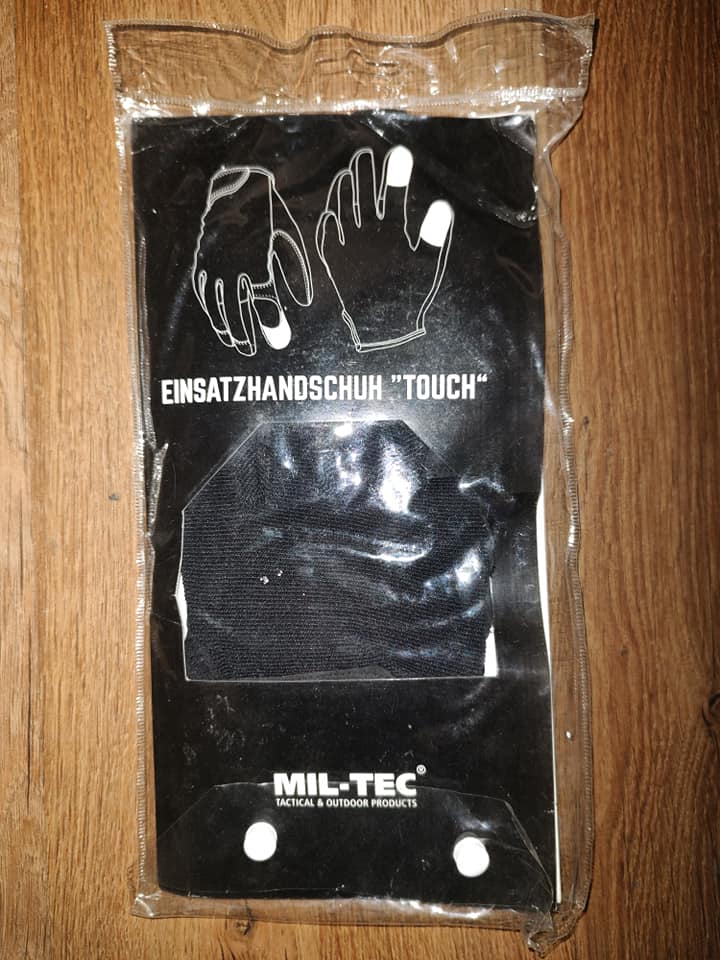 EINSATZHANDSCHUH ”TOUCH“
MIL-TEC®
TACTICAL & OUTDOOR PRODUCTS